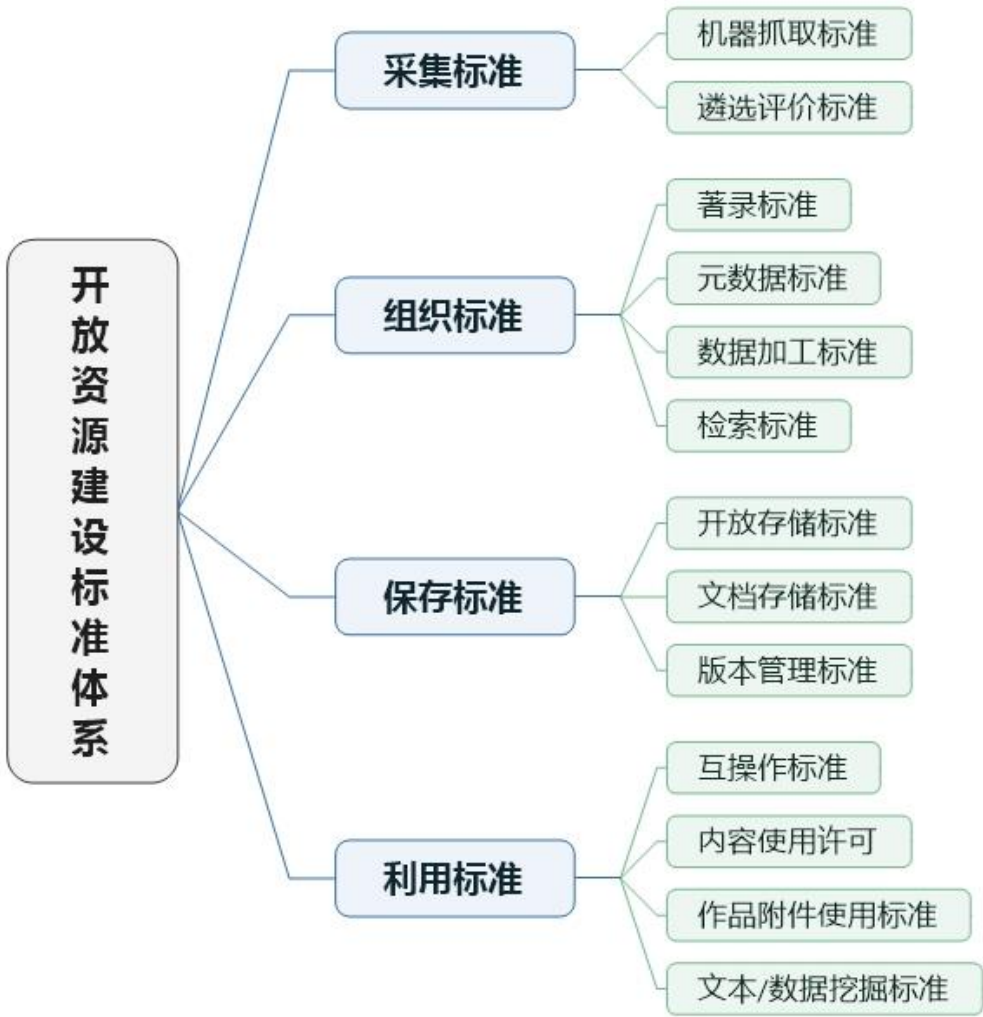 开放资源建设标准体系
采集标准
机器抓取标准
遴选评价标准
组织标准
著录标准
元数据标准
数据加工标准
检索标准
保存标准
开放存储标准
文档存储标准
版本管理标准
利用标准
互操作标准
内容使用许可
作品附件使用标准
文本/数据挖掘标准